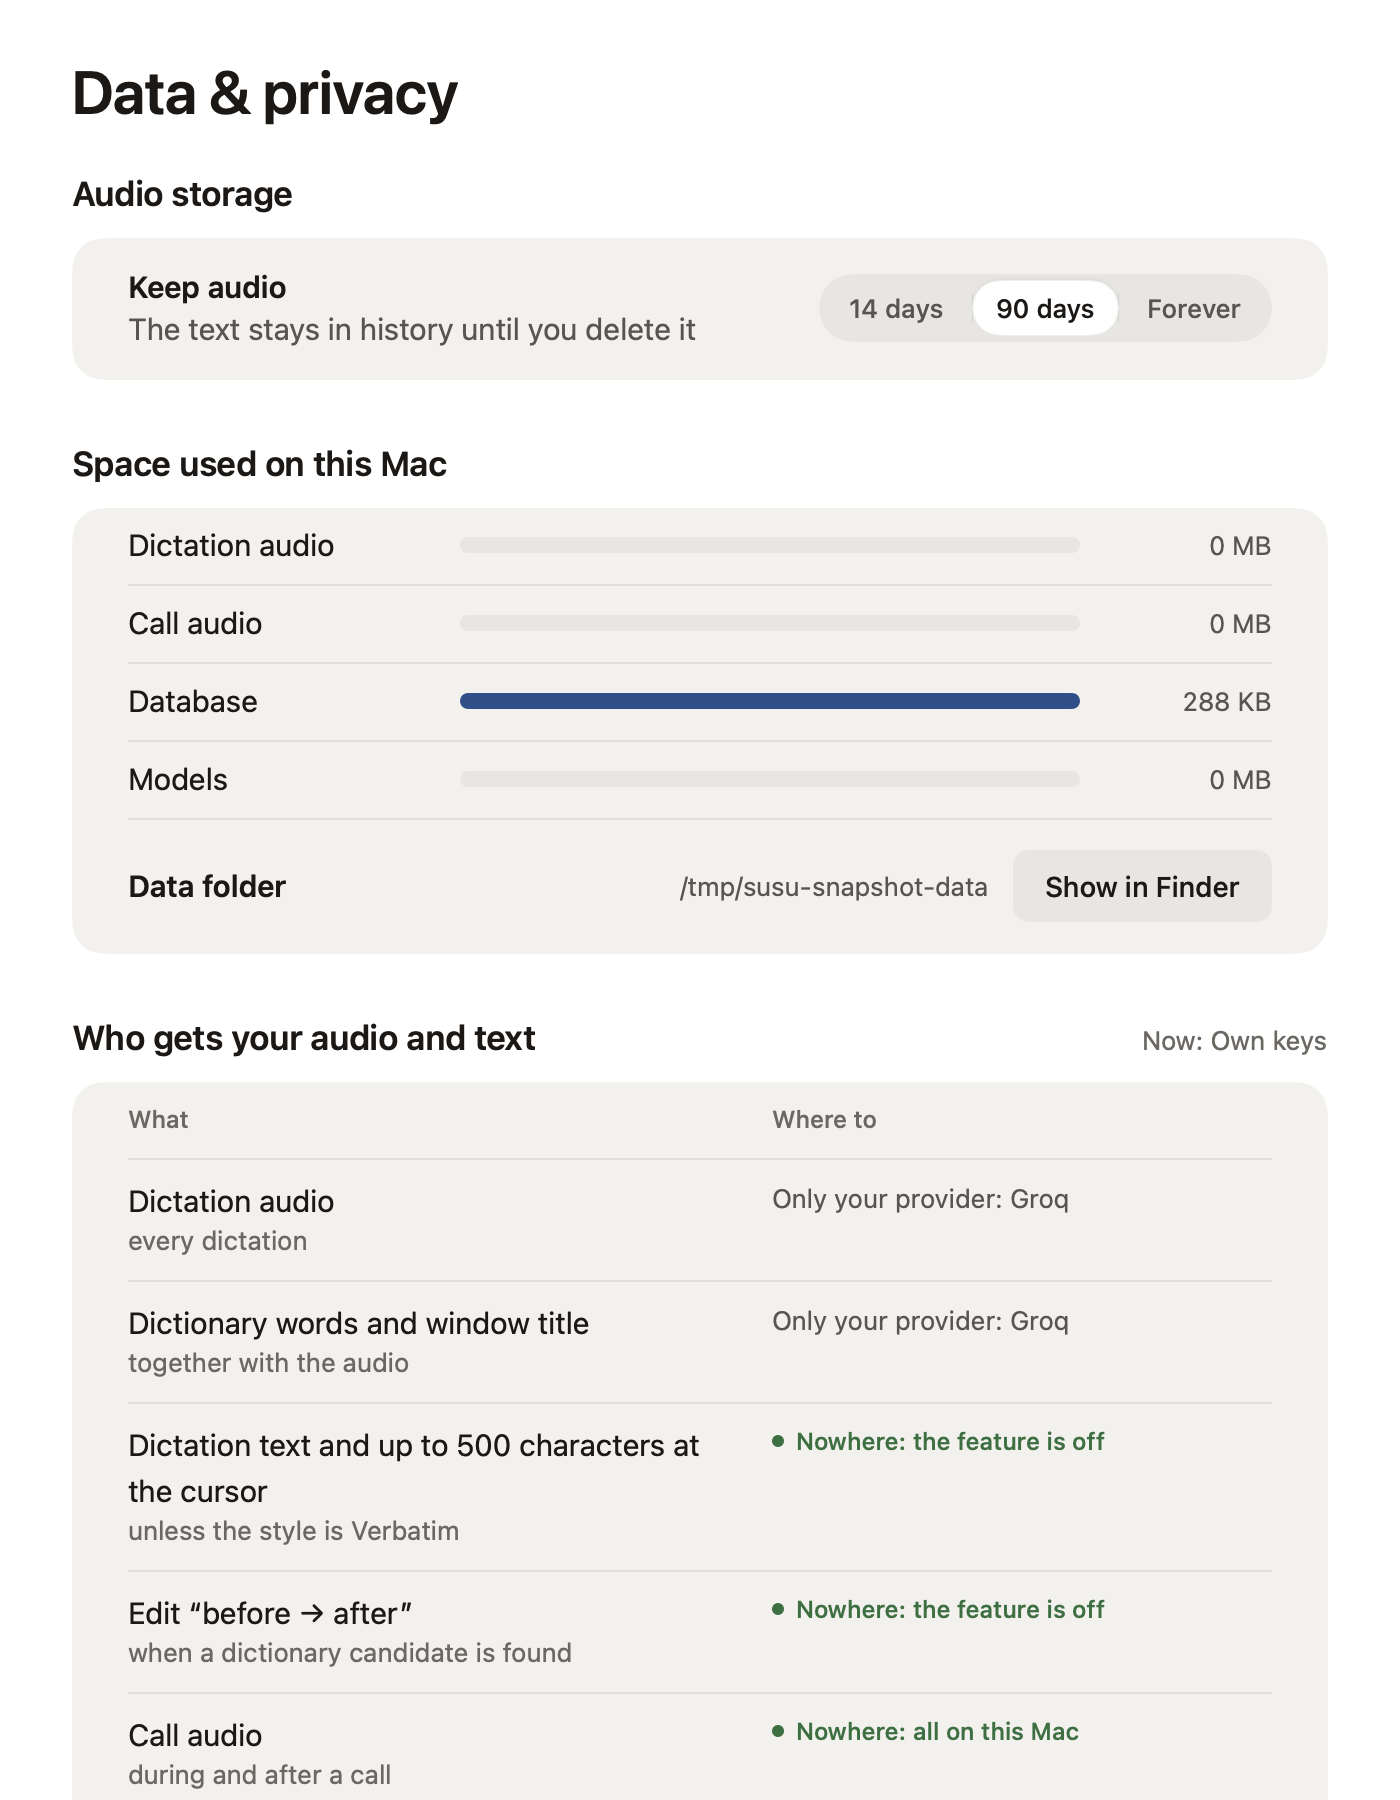 Data & privacy
Audio storage
Keep audio
The text stays in history until you delete it
14 days
90 days
Forever
Space used on this Mac
Dictation audio
0 MB
Call audio
0 MB
Database
288 KB
Models
0 MB
Data folder
/tmp/susu-snapshot-data
Show in Finder
Who gets your audio and text
Now: Own keys
What
Where to
Dictation audio
every dictation
Only your provider: Groq
Dictionary words and window title
together with the audio
Only your provider: Groq
Dictation text and up to 500 characters at
the cursor
unless the style is Verbatim
Nowhere: the feature is off
Edit “before → after”
when a dictionary candidate is found
Nowhere: the feature is off
Call audio
during and after a call
Nowhere: all on this Mac